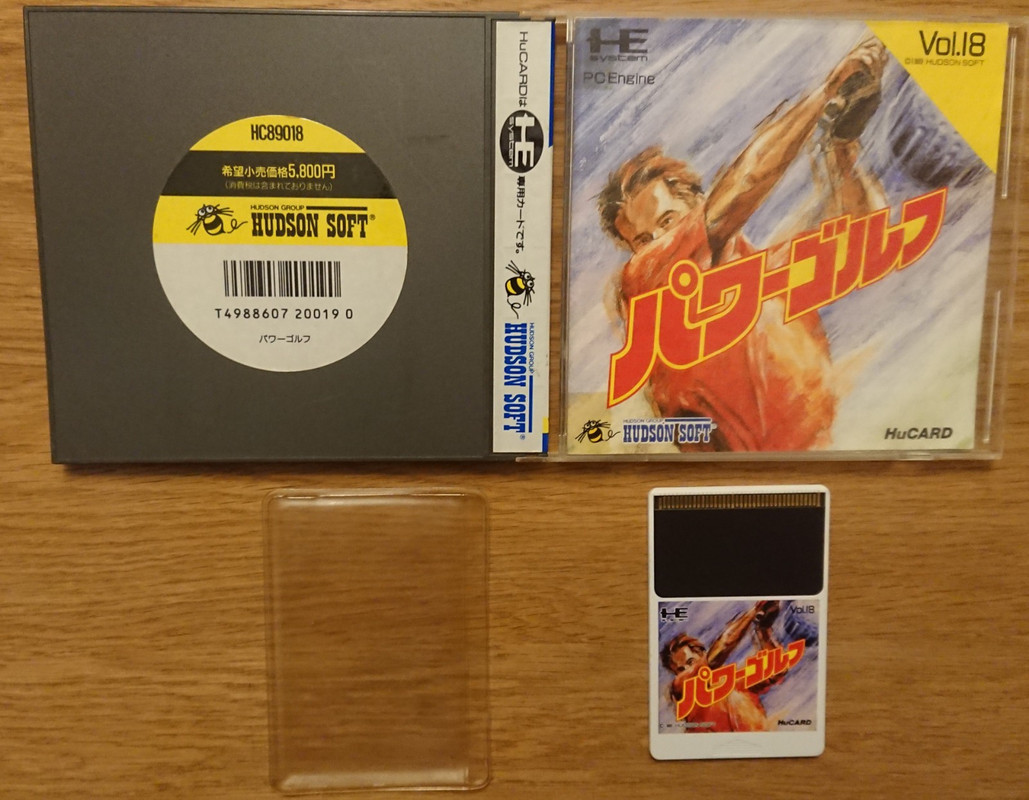 HC89018
希望小売価格5,800円
(消費税は含まれておりません)
HUDSON GROUP
HUDSON SOFT®
T4988607 20019 0
パワーゴルフ
HuCARDは
HE
system
専用カードです。
HUDSON GROUP
HUDSON SOFT®
HE
system
PC Engine
Vol.18
HUDSON SOFT
パワーゴルフ
HUDSON GROUP
HUDSON SOFT®
HuCARD
HE
Vol.18
パワーゴルフ
HuCARD